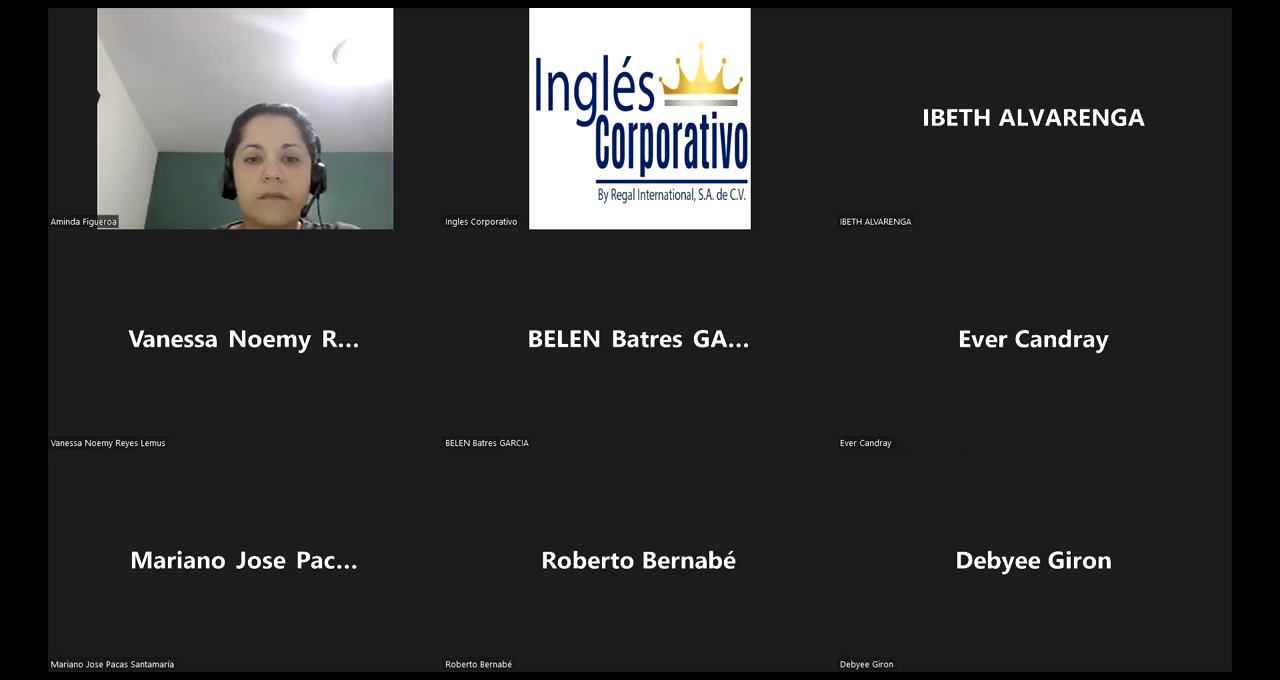 Inglés
Corporativo
By Regal International, S.A. de C.V.
IBETH ALVARENGA
Aminda Figueroa
Ingles Corporativo
IBETH ALVARENGA
Vanessa Noemy R...
BELEN Batres GA...
Ever Candray
Vanessa Noemy Reyes Lemus
BELEN Batres GARCIA
Ever Candray
Mariano Jose Pac...
Roberto Bernabé
Debyee Giron
Mariano Jose Pacas Santamaría
Roberto Bernabé
Debyee Giron